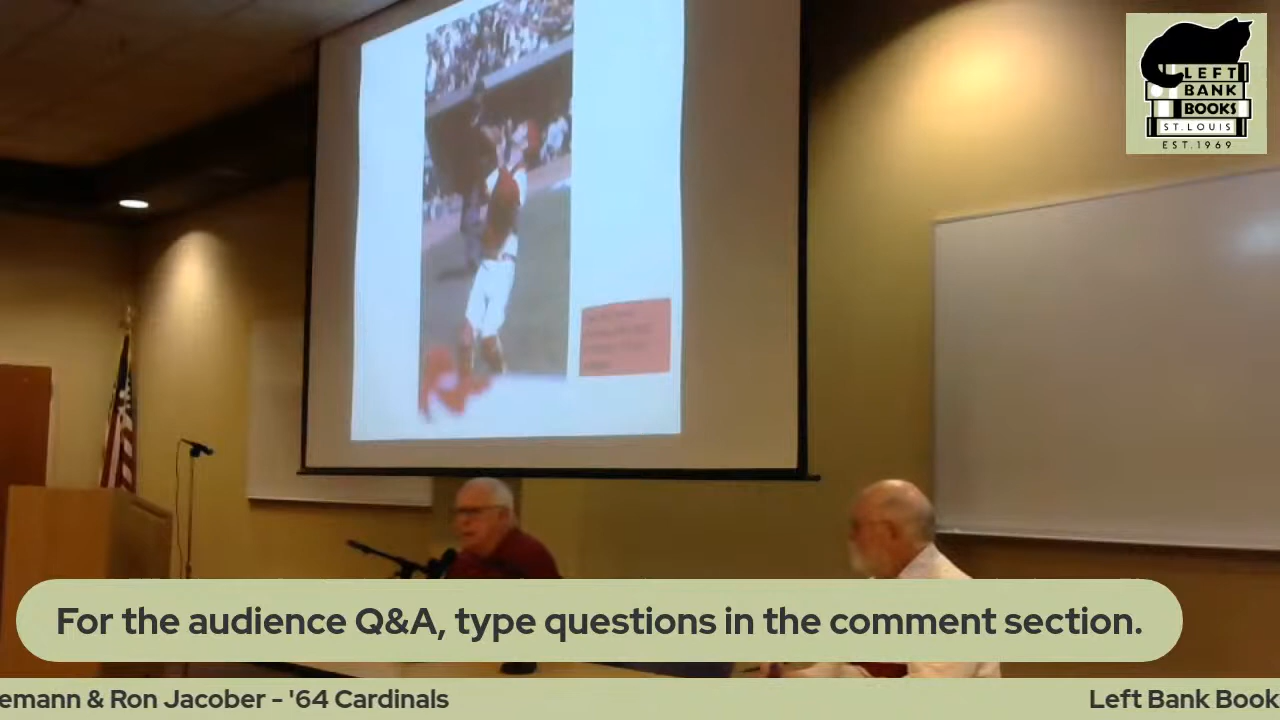 LEFT
BANK
BOOKS
ST. LOUIS
EST. 1969
For the audience Q&A, type questions in the comment section.
emann & Ron Jacober - '64 Cardinals
Left Bank Book